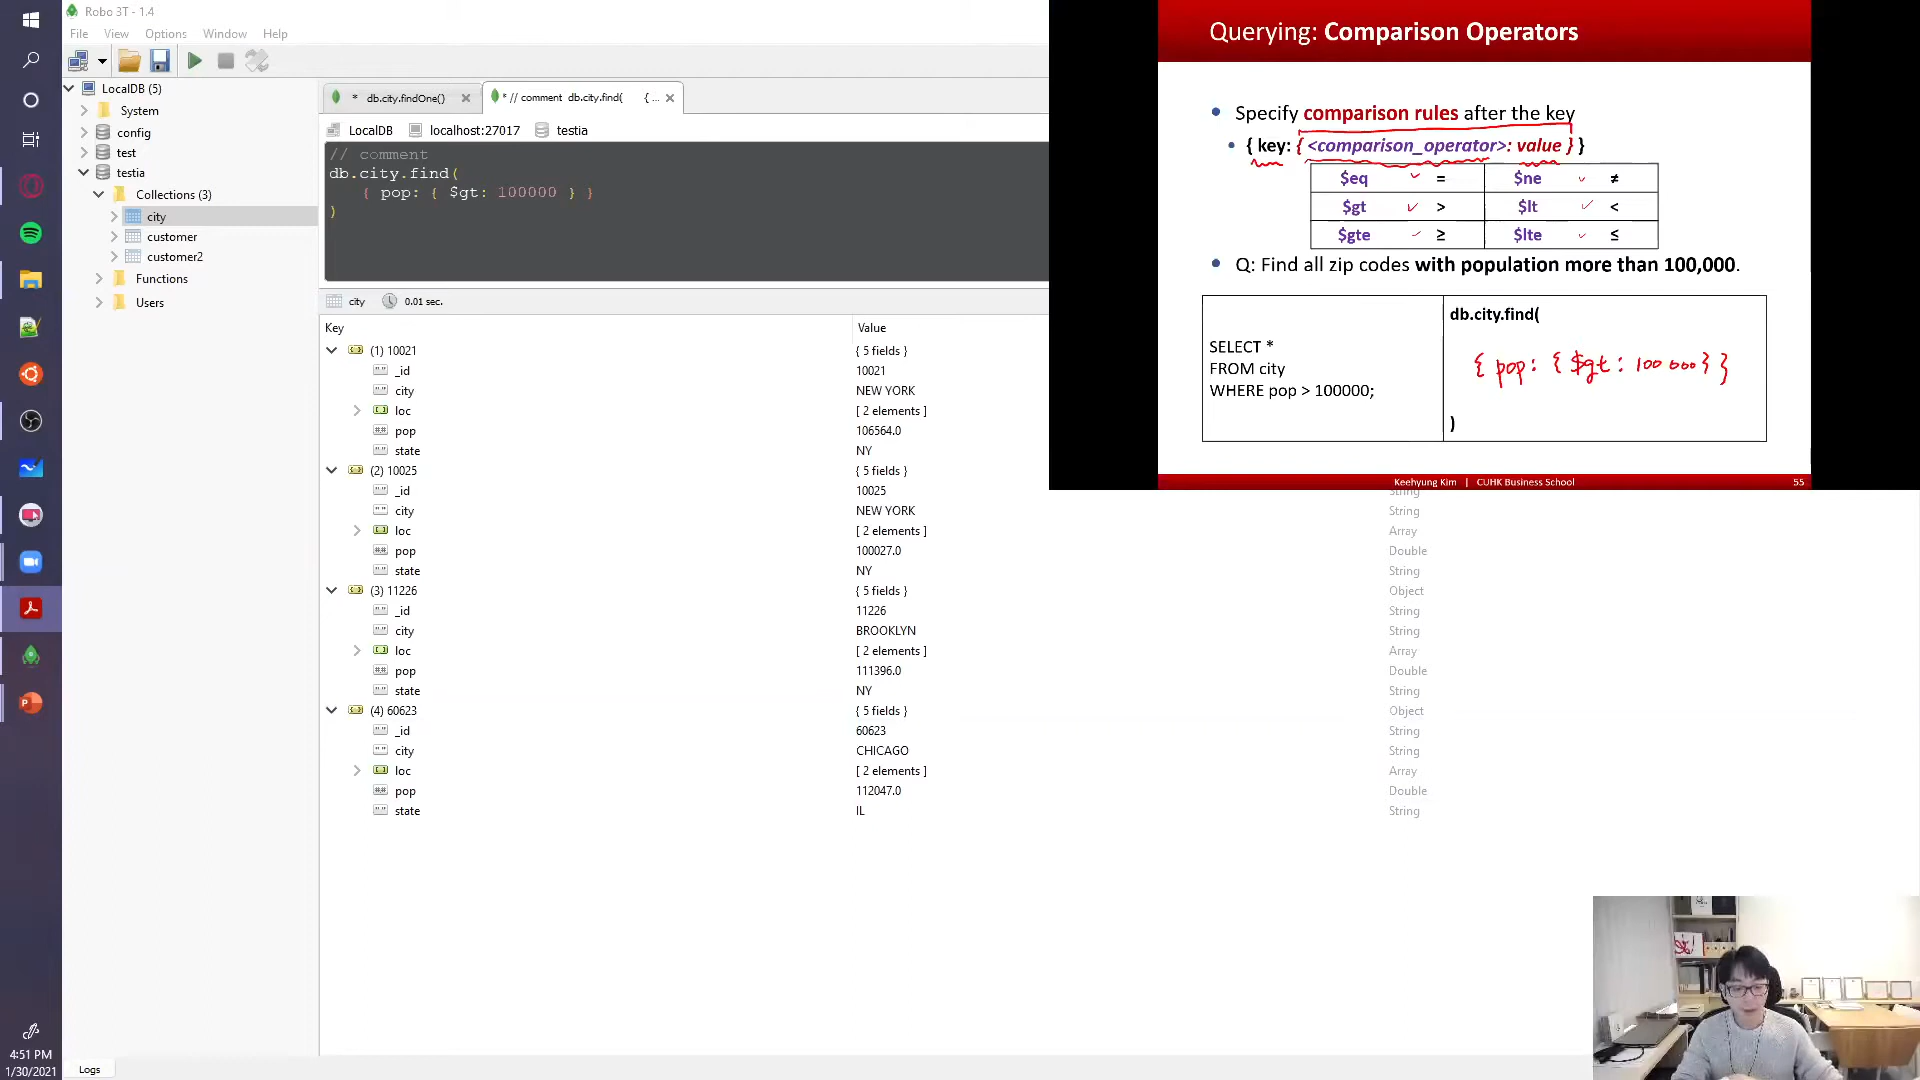 Robo 3T - 1.4
File View Options Window Help
LocalDB (5)
System
config
test
testia
Collections (3)
city
customer
customer2
Functions
Users
* db.city.findOne()
* // comment db.city.find( { ...
LocalDB localhost:27017 testia
// comment
db.city.find(
{ pop: { $gt: 100000 } }
)
city 0.01 sec.
Key Value
(1) 10021 { 5 fields }
_id 10021
city NEW YORK
loc [ 2 elements ]
pop 106564.0
state NY
(2) 10025 { 5 fields }
_id 10025 String
city NEW YORK String
loc [ 2 elements ] Array
pop 100027.0 Double
state NY String
(3) 11226 { 5 fields } Object
_id 11226 String
city BROOKLYN String
loc [ 2 elements ] Array
pop 111396.0 Double
state NY String
(4) 60623 { 5 fields } Object
_id 60623 String
city CHICAGO String
loc [ 2 elements ] Array
pop 112047.0 Double
state IL String
Logs
4:51 PM
1/30/2021
Querying: Comparison Operators
• Specify comparison rules after the key
• { key: { <comparison_operator>: value } }
$eq = $ne ≠
$gt > $lt <
$gte ≥ $lte ≤
• Q: Find all zip codes with population more than 100,000.
SELECT *
FROM city
WHERE pop > 100000;
db.city.find(
{ pop: { $gt: 100000 } }
)
Keehyung Kim | CUHK Business School 55